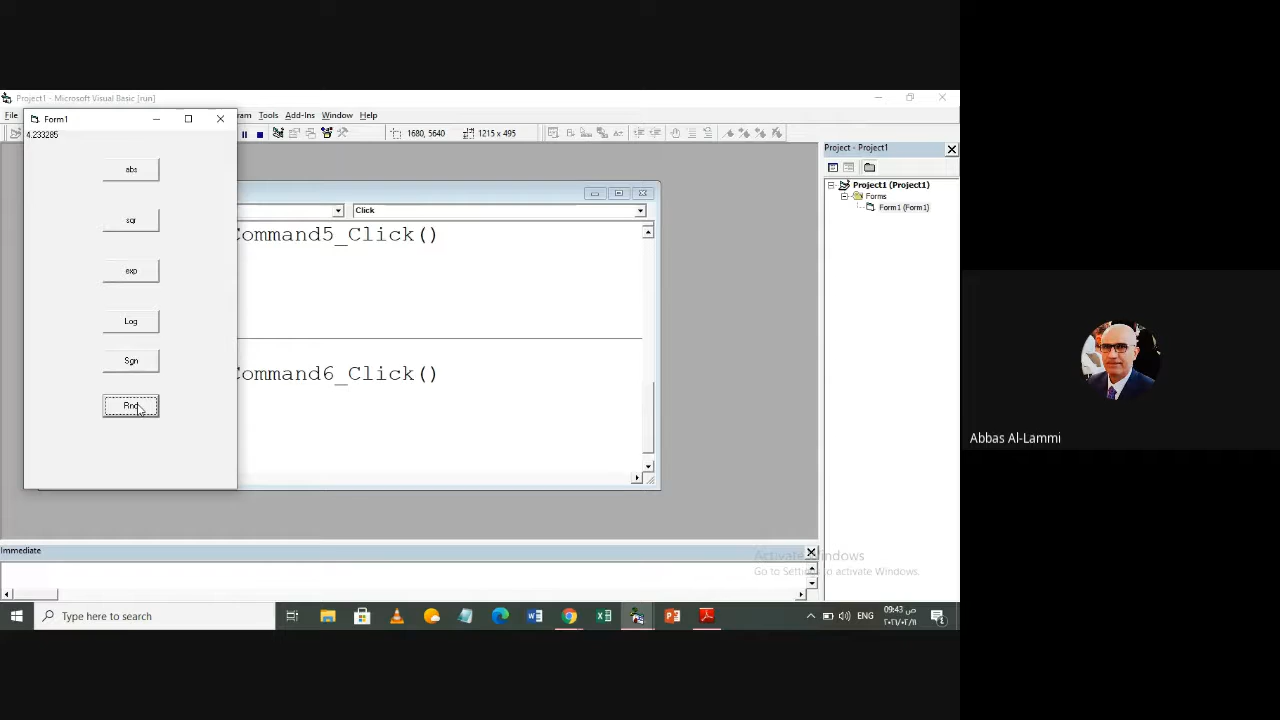 Project1 - Microsoft Visual Basic [run]
File
ram Tools Add-Ins Window Help
1680, 5640
1215 x 495
Form1
4.233285
abs
sqr
exp
Log
Sgn
Rnd
Click
Command5_Click()
Command6_Click()
Project - Project1
Project1 (Project1)
Forms
Form1 (Form1)
Immediate
Activate Windows
Go to Settings to activate Windows.
Type here to search
ENG
09:43 ص
Abbas Al-Lammi